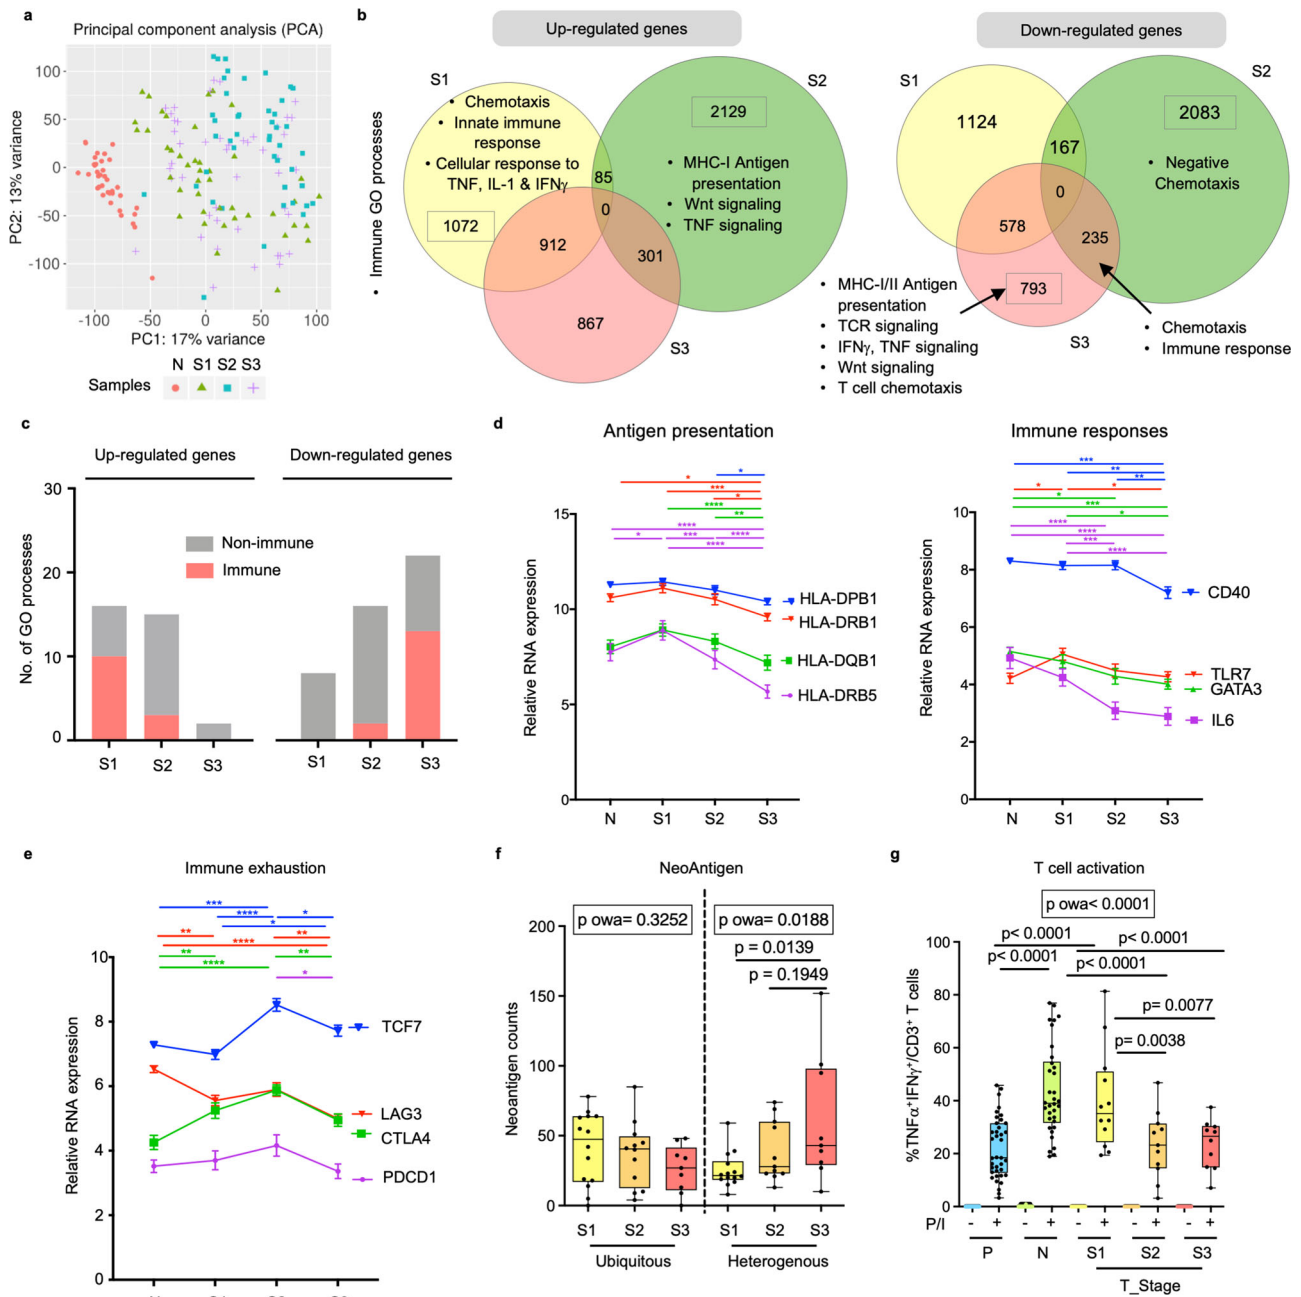 a
Principal component analysis (PCA)
PC2: 13% variance
100
50
0
-50
-100
-100
-50
0
50
100
PC1: 17% variance
N S1 S2 S3
Samples
b
Up-regulated genes
• Immune GO processes
S1
S2
S3
• Chemotaxis
• Innate immune
response
• Cellular response to
TNF, IL-1 & IFNγ
1072
2129
• MHC-I Antigen
presentation
• Wnt signaling
• TNF signaling
85
0
912
301
867
Down-regulated genes
S1
S2
S3
1124
167
2083
• Negative
Chemotaxis
0
578
235
793
• MHC-I/II Antigen
presentation
• TCR signaling
• IFNγ, TNF signaling
• Wnt signaling
• T cell chemotaxis
• Chemotaxis
• Immune response
c
Up-regulated genes
Down-regulated genes
No. of GO processes
30
20
10
0
Non-immune
Immune
S1
S2
S3
S1
S2
S3
d
Antigen presentation
Relative RNA expression
15
10
5
0
*
*
***
*
****
**
****
* *** ****
****
HLA-DPB1
HLA-DRB1
HLA-DQB1
HLA-DRB5
N
S1
S2
S3
Immune responses
Relative RNA expression
10
8
6
4
2
0
***
**
**
* *
*
***
*
****
****
***
****
CD40
TLR7
GATA3
IL6
N
S1
S2
S3
e
Immune exhaustion
Relative RNA expression
10
8
6
4
2
0
***
**** *
*
** **
****
** **
****
*
TCF7
LAG3
CTLA4
PDCD1
f
NeoAntigen
Neoantigen counts
200
150
100
50
0
p owa= 0.3252
p owa= 0.0188
p = 0.0139
p = 0.1949
S1
S2
S3
S1
S2
S3
Ubiquitous
Heterogenous
g
T cell activation
p owa< 0.0001
%TNFα⁺IFNγ⁺/CD3⁺ T cells
100
80
60
40
20
0
p< 0.0001
p< 0.0001
p< 0.0001
p< 0.0001
p= 0.0077
p= 0.0038
P/I - + - + - + - + - +
P
N
S1
S2
S3
T_Stage